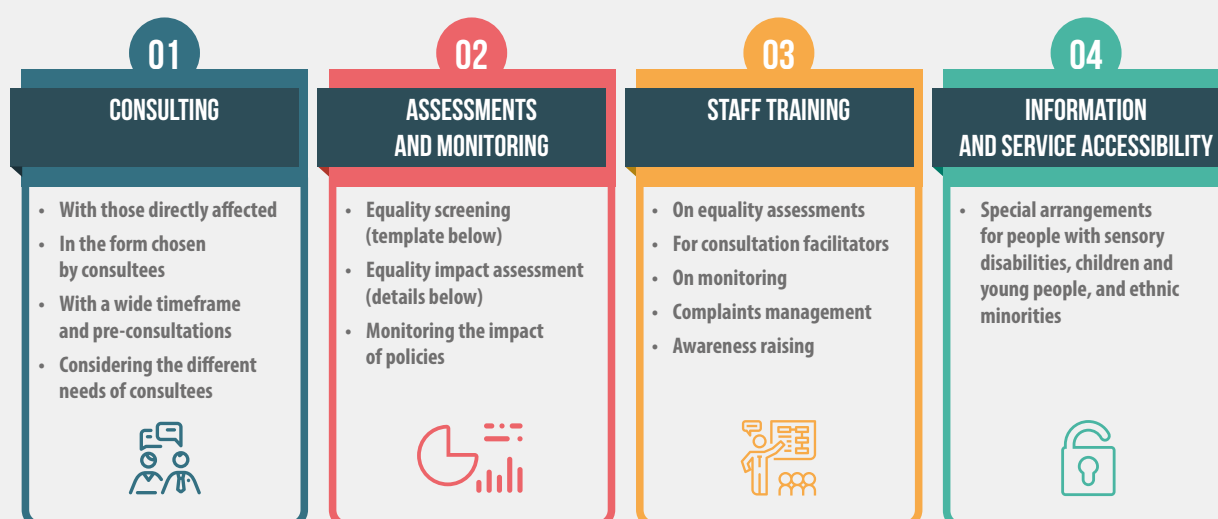 01
CONSULTING
• With those directly affected
• In the form chosen
by consultees
• With a wide timeframe
and pre-consultations
• Considering the different
needs of consultees
02
ASSESSMENTS
AND MONITORING
• Equality screening
(template below)
• Equality impact assessment
(details below)
• Monitoring the impact
of policies
03
STAFF TRAINING
• On equality assessments
• For consultation facilitators
• On monitoring
• Complaints management
• Awareness raising
04
INFORMATION
AND SERVICE ACCESSIBILITY
• Special arrangements
for people with sensory
disabilities, children and
young people, and ethnic
minorities